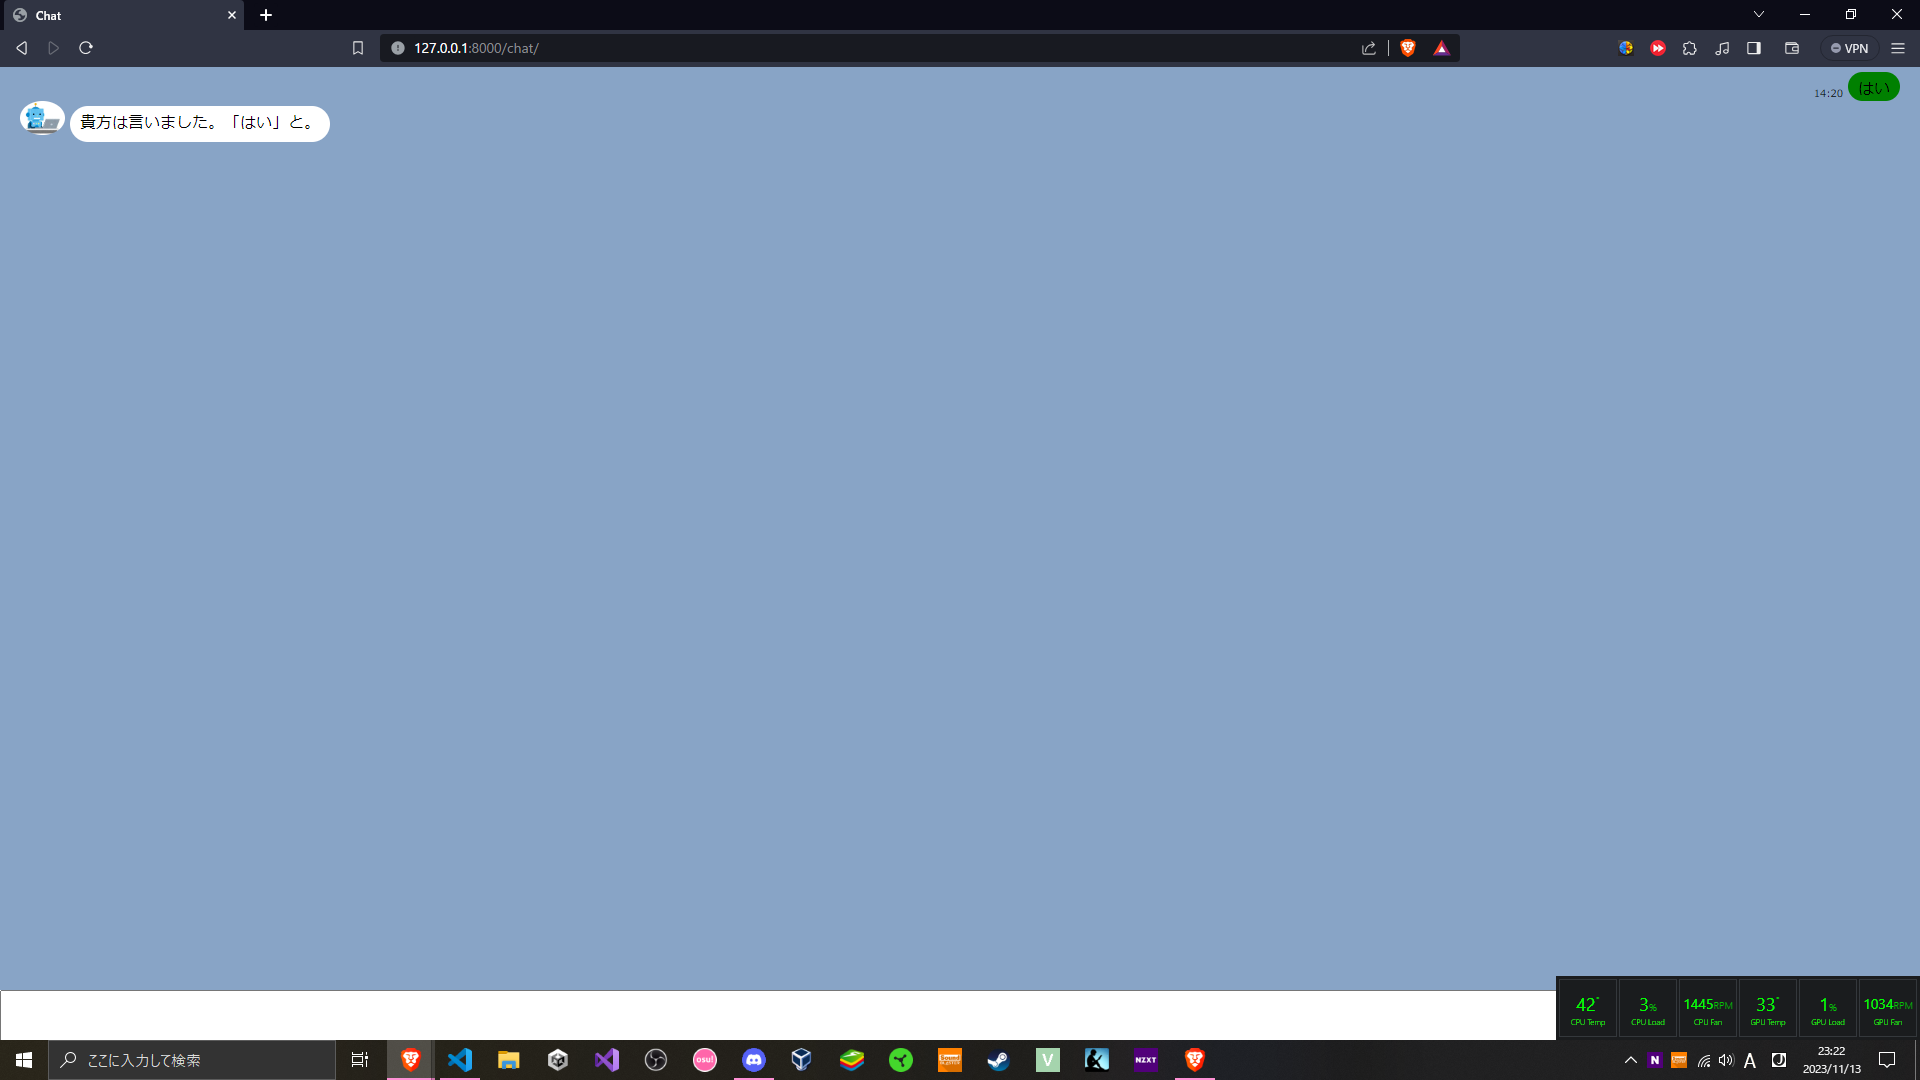 Chat
127.0.0.1:8000/chat/
VPN
14:20
はい
貴方は言いました。「はい」と。
42°
CPU Temp
3%
CPU Load
1445RPM
CPU Fan
33°
GPU Temp
1%
GPU Load
1034RPM
GPU Fan
ここに入力して検索
osu!
V
NZXT
N
A
23:22
2023/11/13